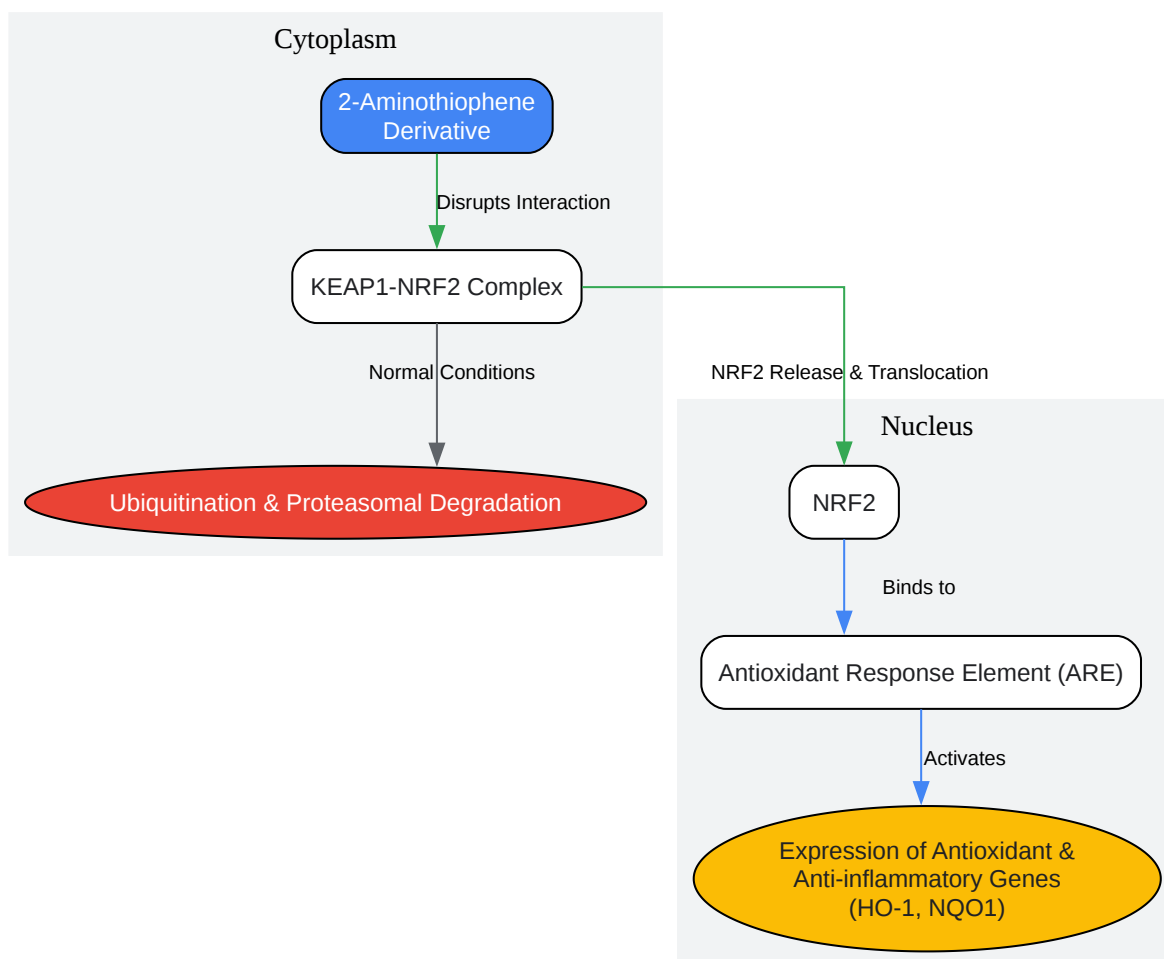 Cytoplasm
2-Aminothiophene
Derivative
Disrupts Interaction
KEAP1-NRF2 Complex
Normal Conditions
NRF2 Release & Translocation
Nucleus
Ubiquitination & Proteasomal Degradation
NRF2
Binds to
Antioxidant Response Element (ARE)
Activates
Expression of Antioxidant &
Anti-inflammatory Genes
(HO-1, NQO1)